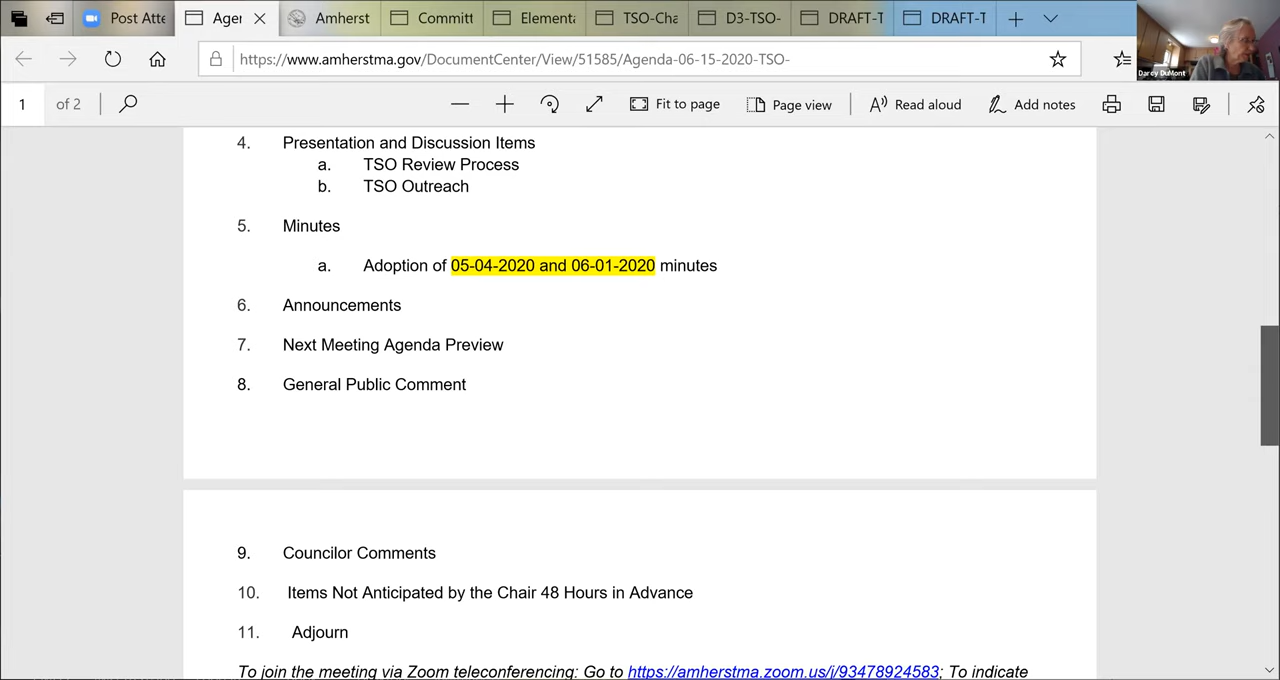 Post Atte
Agen
Amherst
Committ
Elementa
TSO-Cha
D3-TSO-
DRAFT-T
DRAFT-T
https://www.amherstma.gov/DocumentCenter/View/51585/Agenda-06-15-2020-TSO-
Darcy DuMont
1 of 2
Fit to page
Page view
Read aloud
Add notes
4. Presentation and Discussion Items
a. TSO Review Process
b. TSO Outreach
5. Minutes
a. Adoption of 05-04-2020 and 06-01-2020 minutes
6. Announcements
7. Next Meeting Agenda Preview
8. General Public Comment
9. Councilor Comments
10. Items Not Anticipated by the Chair 48 Hours in Advance
11. Adjourn
To join the meeting via Zoom teleconferencing: Go to https://amherstma.zoom.us/j/93478924583; To indicate